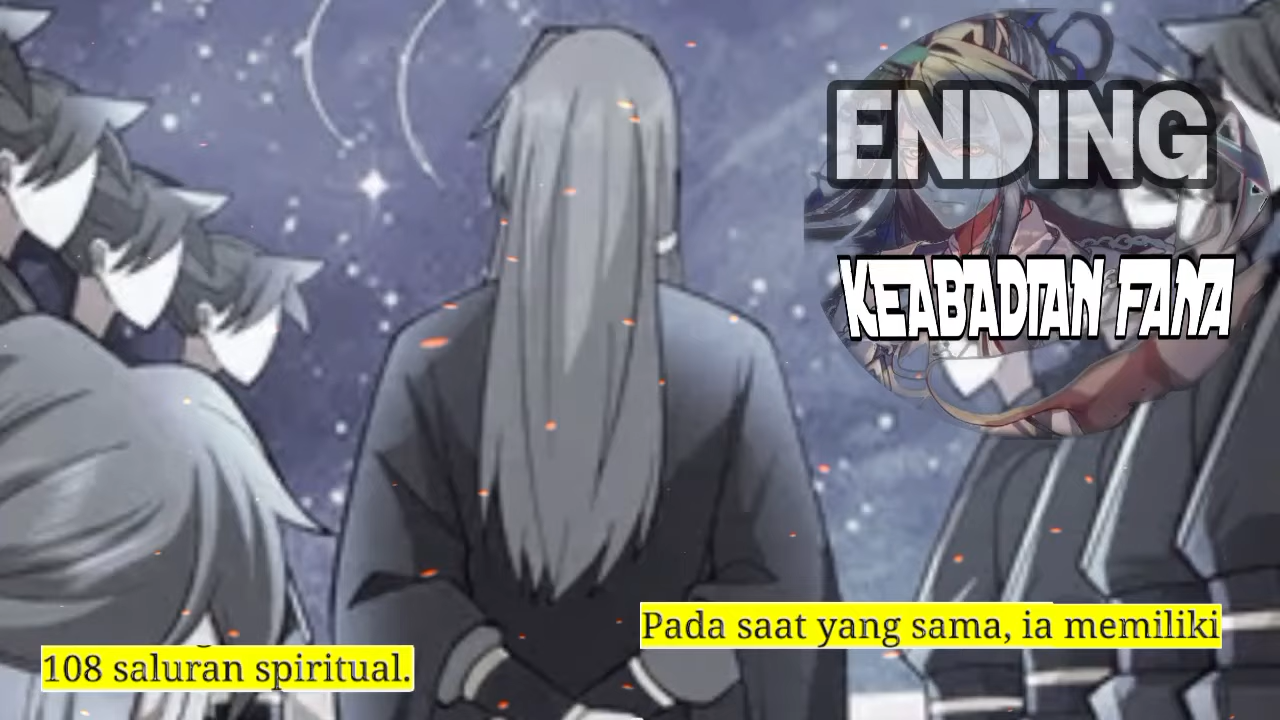 ENDING
KEABADIAN FANA
Pada saat yang sama, ia memiliki
108 saluran spiritual.